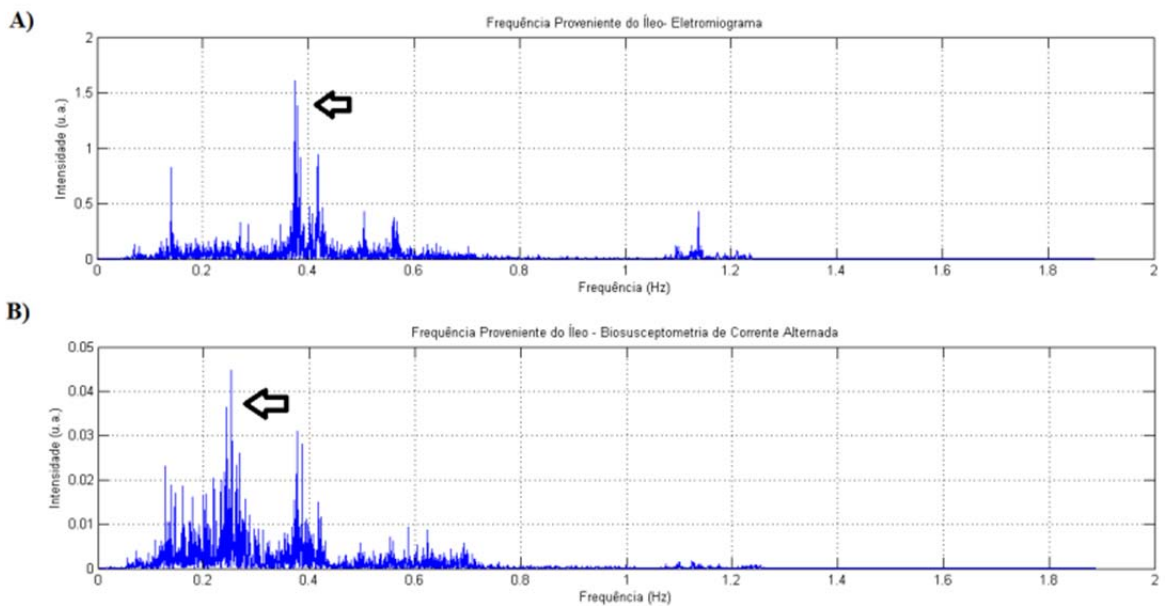 A)
Frequência Proveniente do Íleo- Eletromiograma
Intensidade (u.a.)
2
1.5
1
0.5
0
0 0.2 0.4 0.6 0.8 1 1.2 1.4 1.6 1.8 2
Frequência (Hz)
B)
Frequência Proveniente do Íleo - Biosusceptometria de Corrente Alternada
Intensidade (u.a.)
0.05
0.04
0.03
0.02
0.01
0
0 0.2 0.4 0.6 0.8 1 1.2 1.4 1.6 1.8 2
Frequência (Hz)